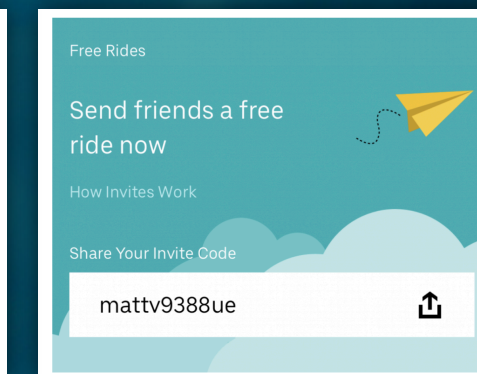 Free Rides
Send friends a free
ride now
How Invites Work
Share Your Invite Code
mattv9388ue